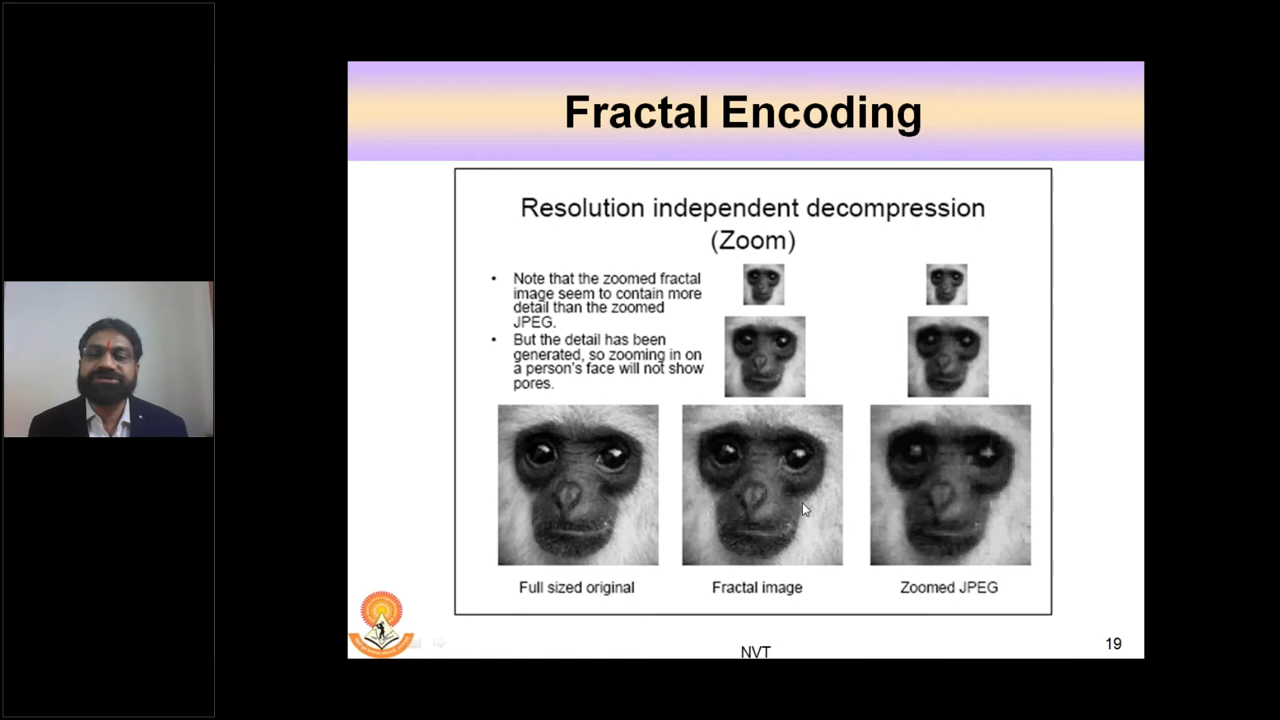 Fractal Encoding
Resolution independent decompression
(Zoom)
• Note that the zoomed fractal
image seem to contain more
detail than the zoomed
JPEG.
• But the detail has been
generated, so zooming in on
a person's face will not show
pores.
Full sized original
Fractal image
Zoomed JPEG
NVT
19